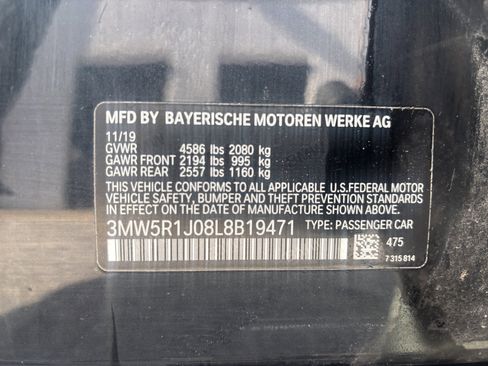 MFD BY BAYERISCHE MOTOREN WERKE AG
11/19
GVWR 4586 lbs 2080 kg
GAWR FRONT 2194 lbs 995 kg
GAWR REAR 2557 lbs 1160 kg
THIS VEHICLE CONFORMS TO ALL APPLICABLE U.S.FEDERAL MOTOR
VEHICLE SAFETY, BUMPER AND THEFT PREVENTION STANDARDS
IN EFFECT ON THE DATE OF MANUFACTURE SHOWN ABOVE.
3MW5R1J08L8B19471 TYPE: PASSENGER CAR
475
7 315 814